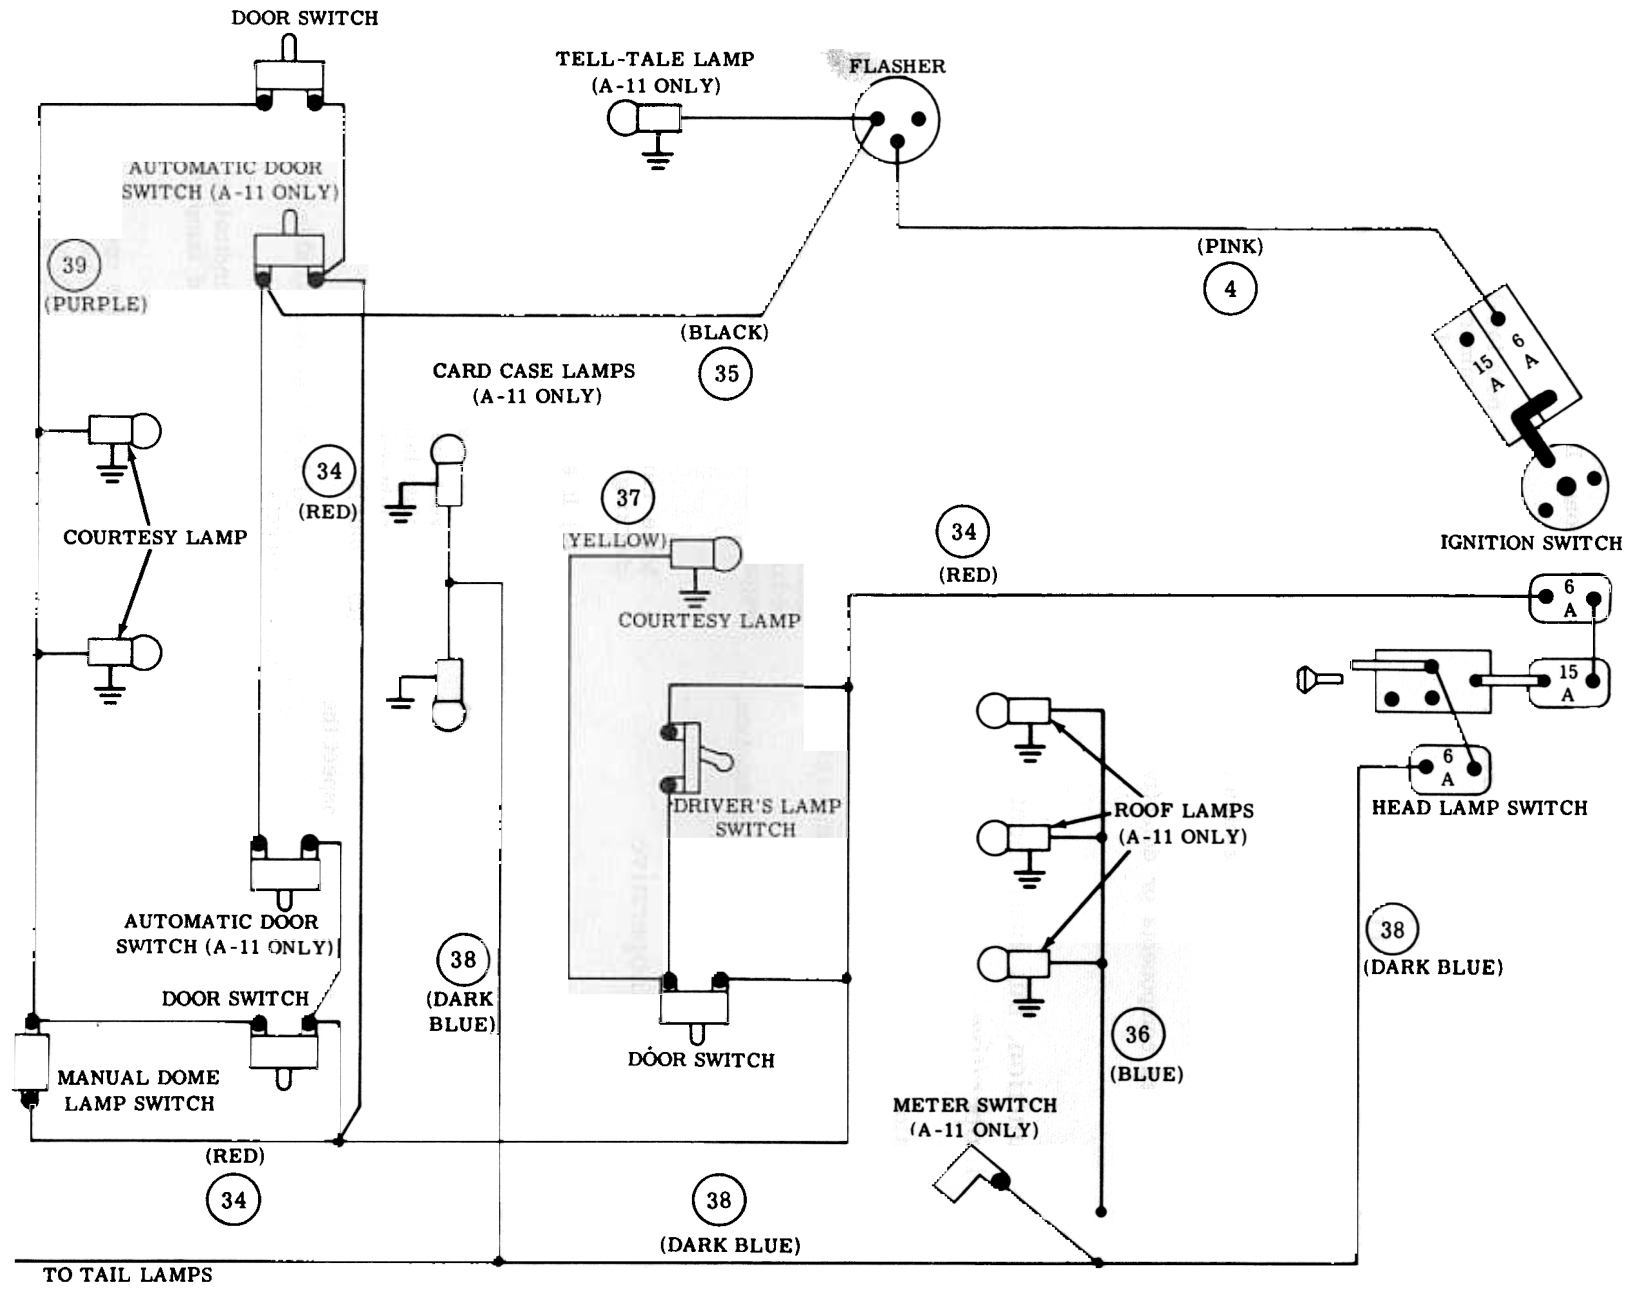 DOOR SWITCH
TELL-TALE LAMP
(A-11 ONLY)
FLASHER
AUTOMATIC DOOR
SWITCH (A-11 ONLY)
39
(PURPLE)
(PINK)
4
(BLACK)
35
6
A
15
A
CARD CASE LAMPS
(A-11 ONLY)
34
(RED)
COURTESY LAMP
37
(YELLOW)
COURTESY LAMP
34
(RED)
IGNITION SWITCH
6
A
15
A
6
A
HEAD LAMP SWITCH
DRIVER'S LAMP
SWITCH
ROOF LAMPS
(A-11 ONLY)
AUTOMATIC DOOR
SWITCH (A-11 ONLY)
38
(DARK
BLUE)
38
(DARK BLUE)
DOOR SWITCH
DOOR SWITCH
36
(BLUE)
MANUAL DOME
LAMP SWITCH
METER SWITCH
(A-11 ONLY)
(RED)
34
38
(DARK BLUE)
TO TAIL LAMPS